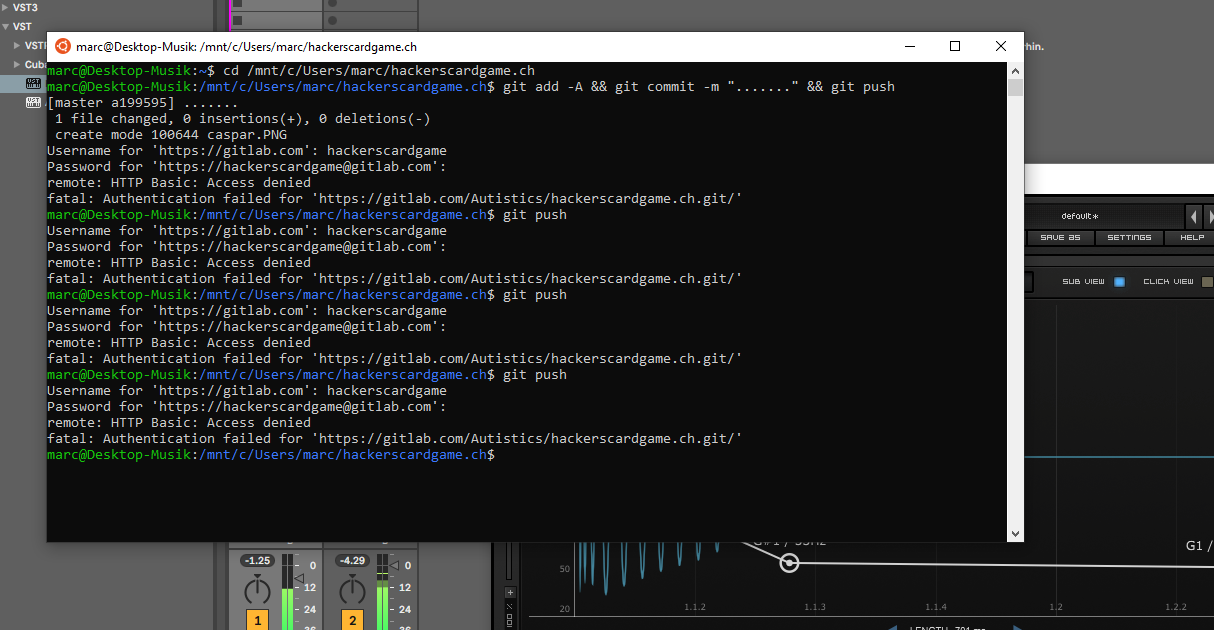 VST3
VST
marc@Desktop-Musik: /mnt/c/Users/marc/hackerscardgame.ch
hin.
marc@Desktop-Musik:~$ cd /mnt/c/Users/marc/hackerscardgame.ch
marc@Desktop-Musik:/mnt/c/Users/marc/hackerscardgame.ch$ git add -A && git commit -m "......." && git push
[master a199595] .......
1 file changed, 0 insertions(+), 0 deletions(-)
create mode 100644 caspar.PNG
Username for 'https://gitlab.com': hackerscardgame
Password for 'https://hackerscardgame@gitlab.com':
remote: HTTP Basic: Access denied
fatal: Authentication failed for 'https://gitlab.com/Autistics/hackerscardgame.ch.git/'
marc@Desktop-Musik:/mnt/c/Users/marc/hackerscardgame.ch$ git push
Username for 'https://gitlab.com': hackerscardgame
Password for 'https://hackerscardgame@gitlab.com':
remote: HTTP Basic: Access denied
fatal: Authentication failed for 'https://gitlab.com/Autistics/hackerscardgame.ch.git/'
marc@Desktop-Musik:/mnt/c/Users/marc/hackerscardgame.ch$ git push
Username for 'https://gitlab.com': hackerscardgame
Password for 'https://hackerscardgame@gitlab.com':
remote: HTTP Basic: Access denied
fatal: Authentication failed for 'https://gitlab.com/Autistics/hackerscardgame.ch.git/'
marc@Desktop-Musik:/mnt/c/Users/marc/hackerscardgame.ch$ git push
Username for 'https://gitlab.com': hackerscardgame
Password for 'https://hackerscardgame@gitlab.com':
remote: HTTP Basic: Access denied
fatal: Authentication failed for 'https://gitlab.com/Autistics/hackerscardgame.ch.git/'
marc@Desktop-Musik:/mnt/c/Users/marc/hackerscardgame.ch$
VSTI
Cub
default*
SAVE AS SETTINGS HELP
SUB VIEW CLICK VIEW
G1 /
-1.25 -4.29
0 0
12 12
24 24
1 2
50
20
1.1.2 1.1.3 1.1.4 1.2 1.2.2